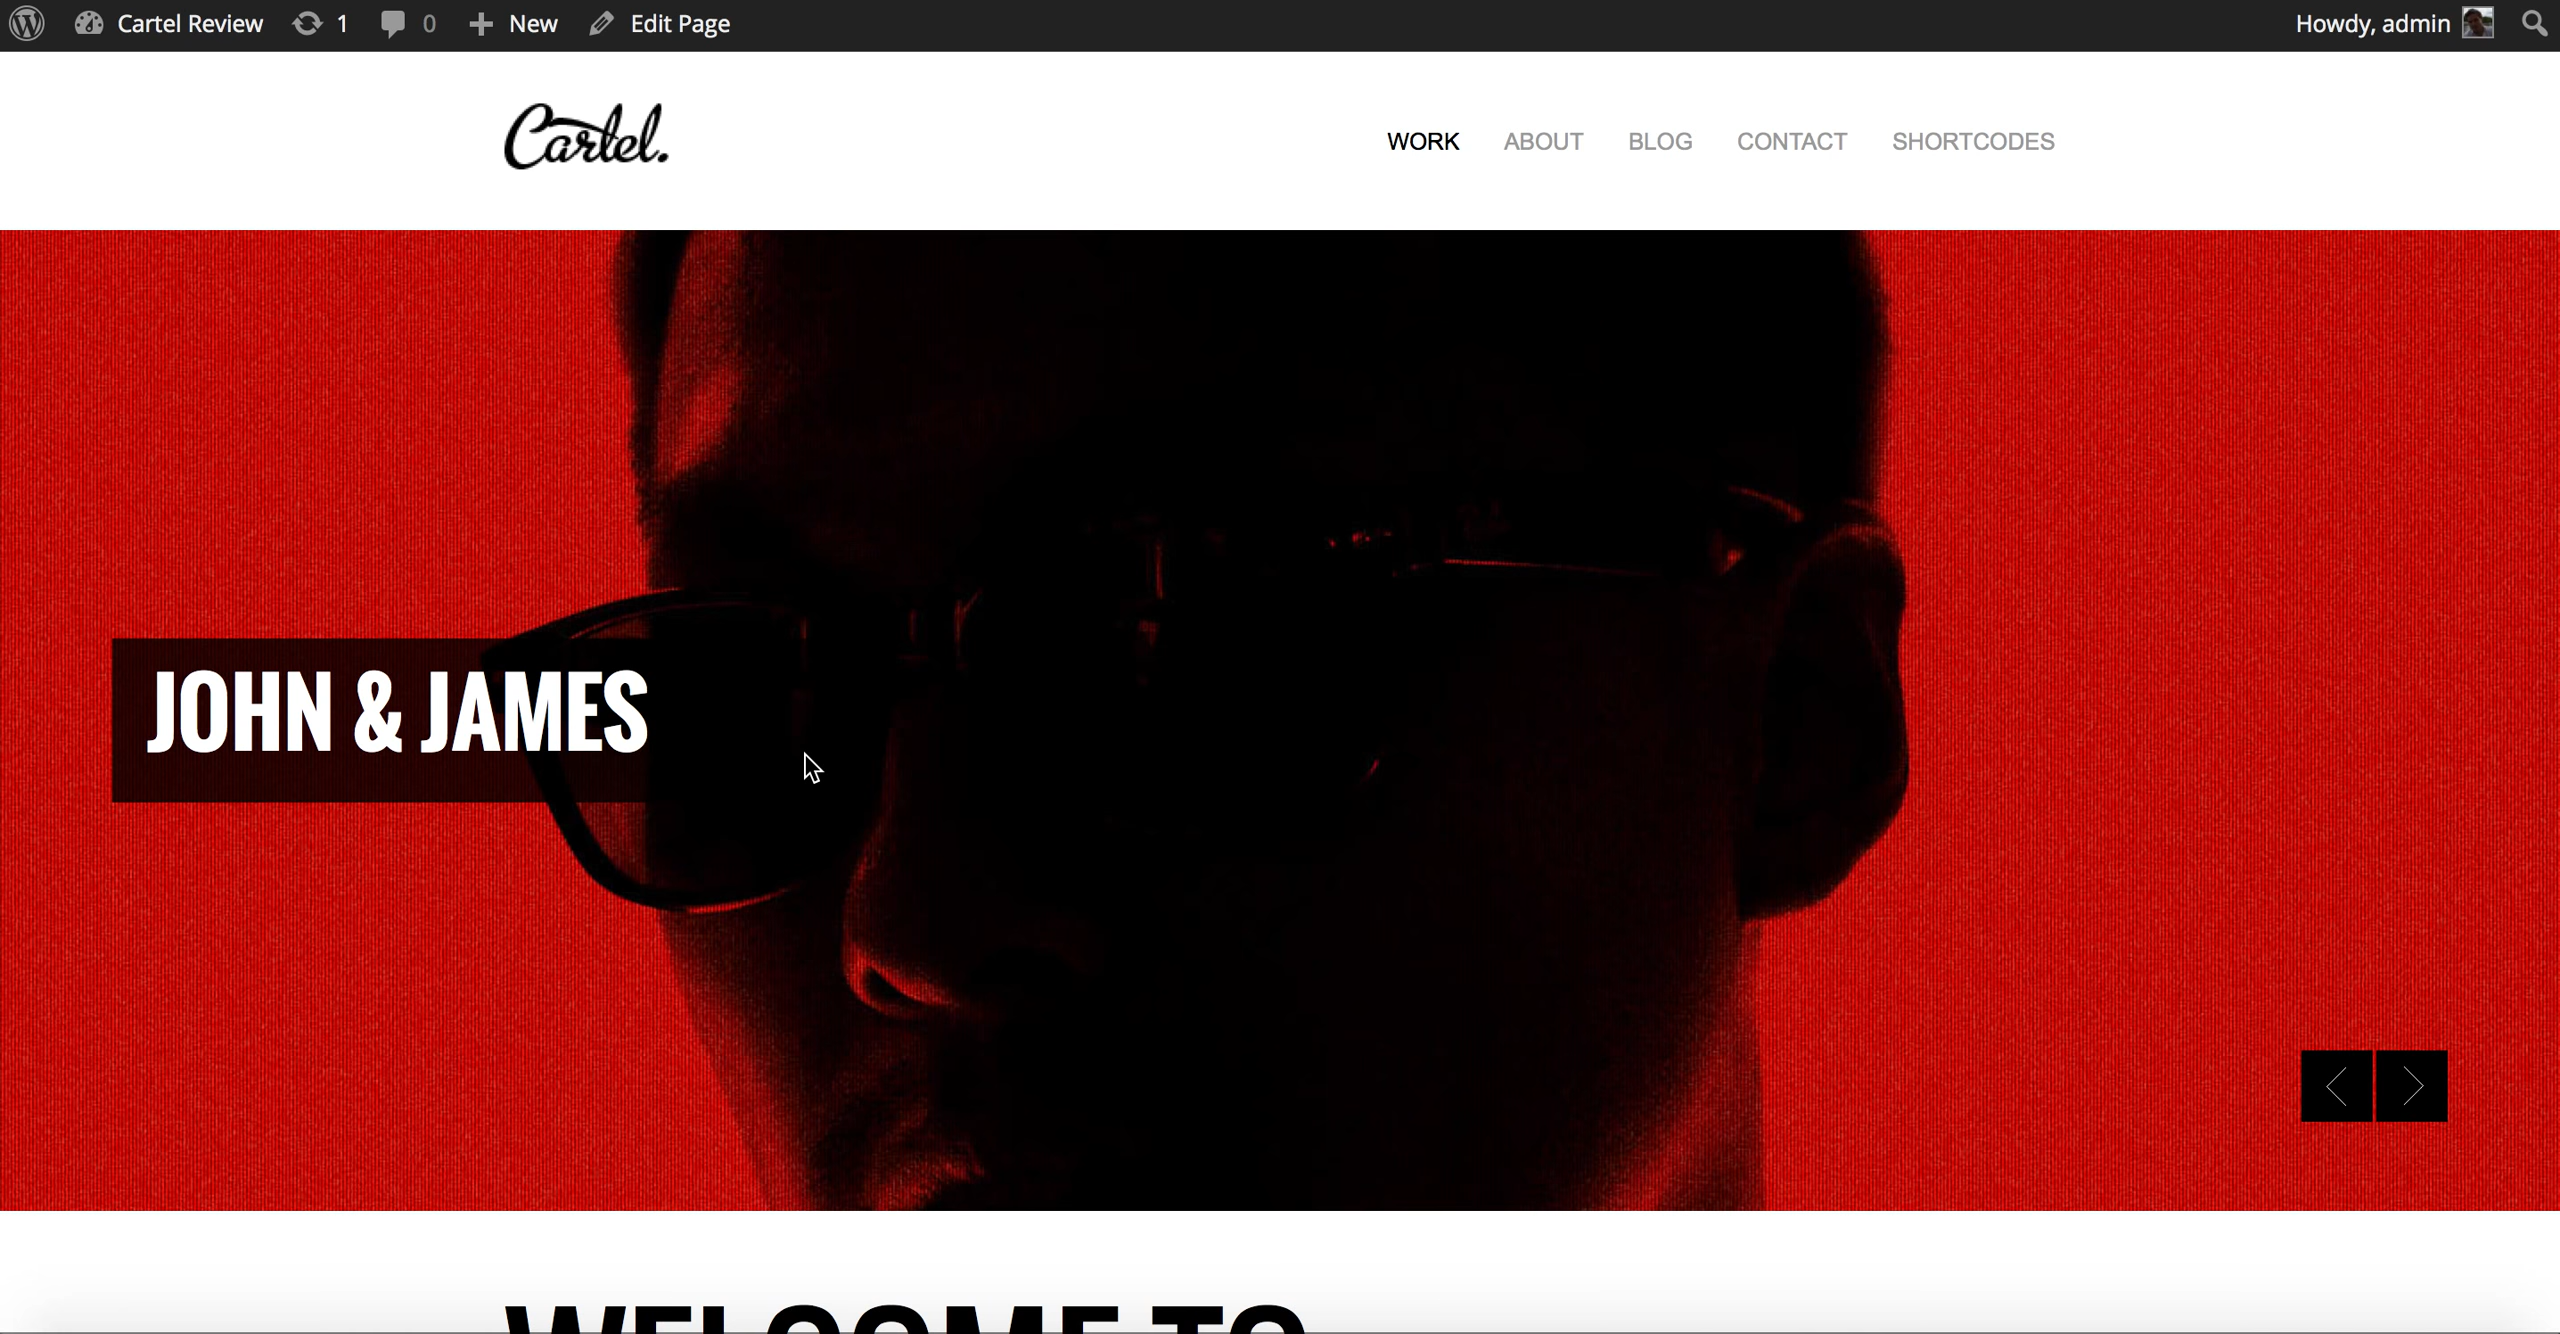 Cartel Review 1 0 New Edit Page Howdy, admin
Cartel.
WORK ABOUT BLOG CONTACT SHORTCODES
JOHN & JAMES
WELCOME TO